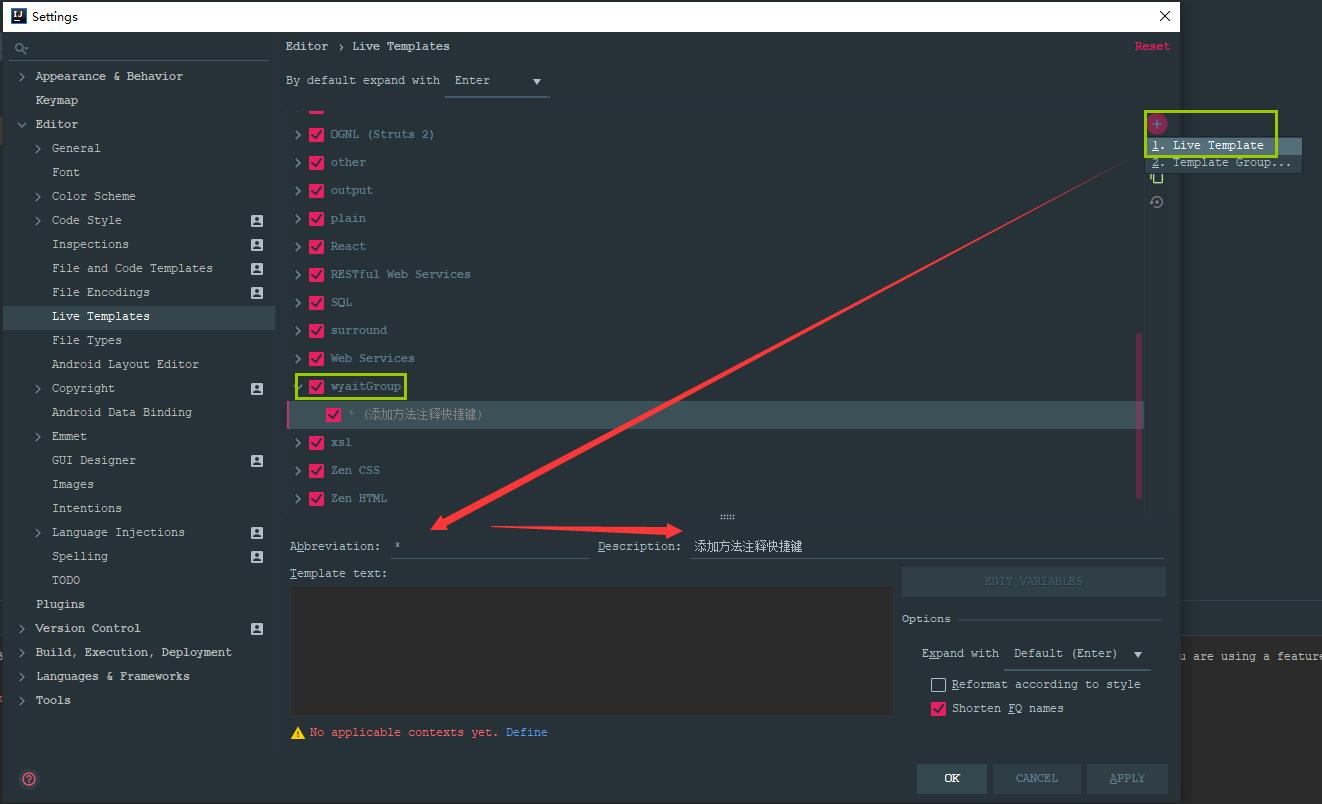 Settings
Editor › Live Templates
Reset
By default expand with Enter
Appearance & Behavior
Keymap
Editor
General
Font
Color Scheme
Code Style
Inspections
File and Code Templates
File Encodings
Live Templates
File Types
Android Layout Editor
Copyright
Android Data Binding
Emmet
GUI Designer
Images
Intentions
Language Injections
Spelling
TODO
Plugins
Version Control
Build, Execution, Deployment
Languages & Frameworks
Tools
OGNL (Struts 2)
other
output
plain
React
RESTful Web Services
SQL
surround
Web Services
wyaitGroup
* (添加方法注释快捷键)
xsl
Zen CSS
Zen HTML
1. Live Template
2. Template Group...
Abbreviation: *
Description: 添加方法注释快捷键
Template text:
EDIT VARIABLES
Options
Expand with Default (Enter)
Reformat according to style
Shorten FQ names
No applicable contexts yet. Define
OK
CANCEL
APPLY
u are using a feature